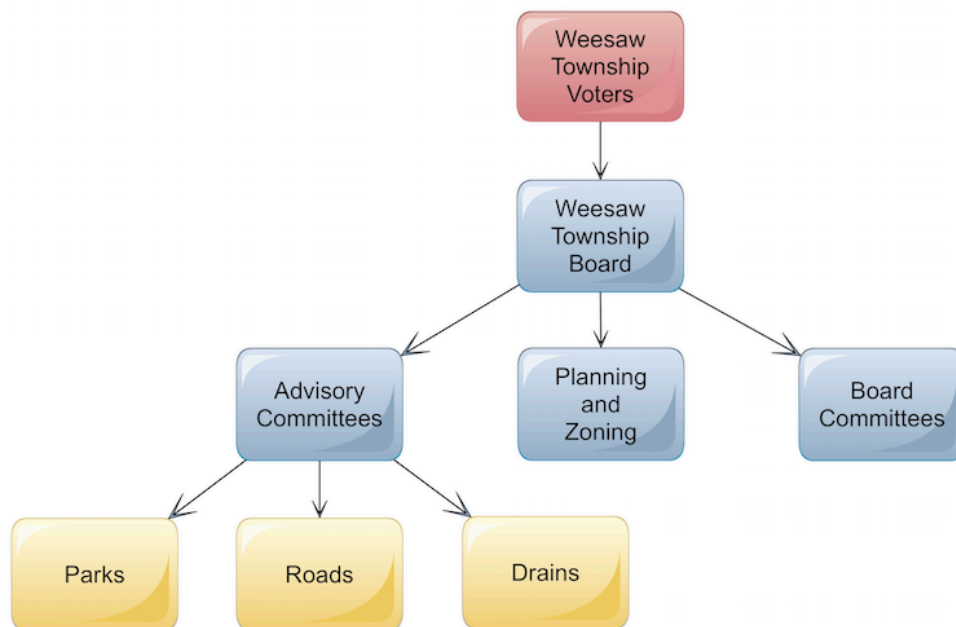 Weesaw
Township
Voters
Weesaw
Township
Board
Advisory
Committees
Planning
and
Zoning
Board
Committees
Parks
Roads
Drains